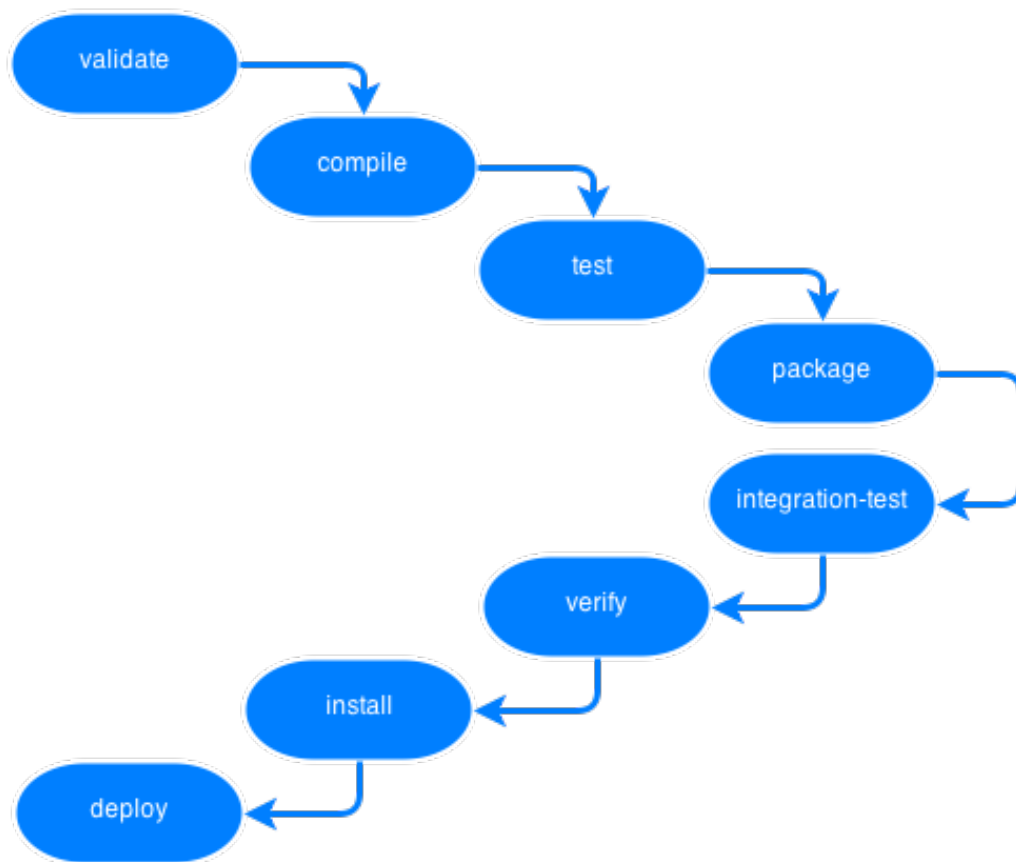 validate
compile
test
package
integration-test
verify
install
deploy